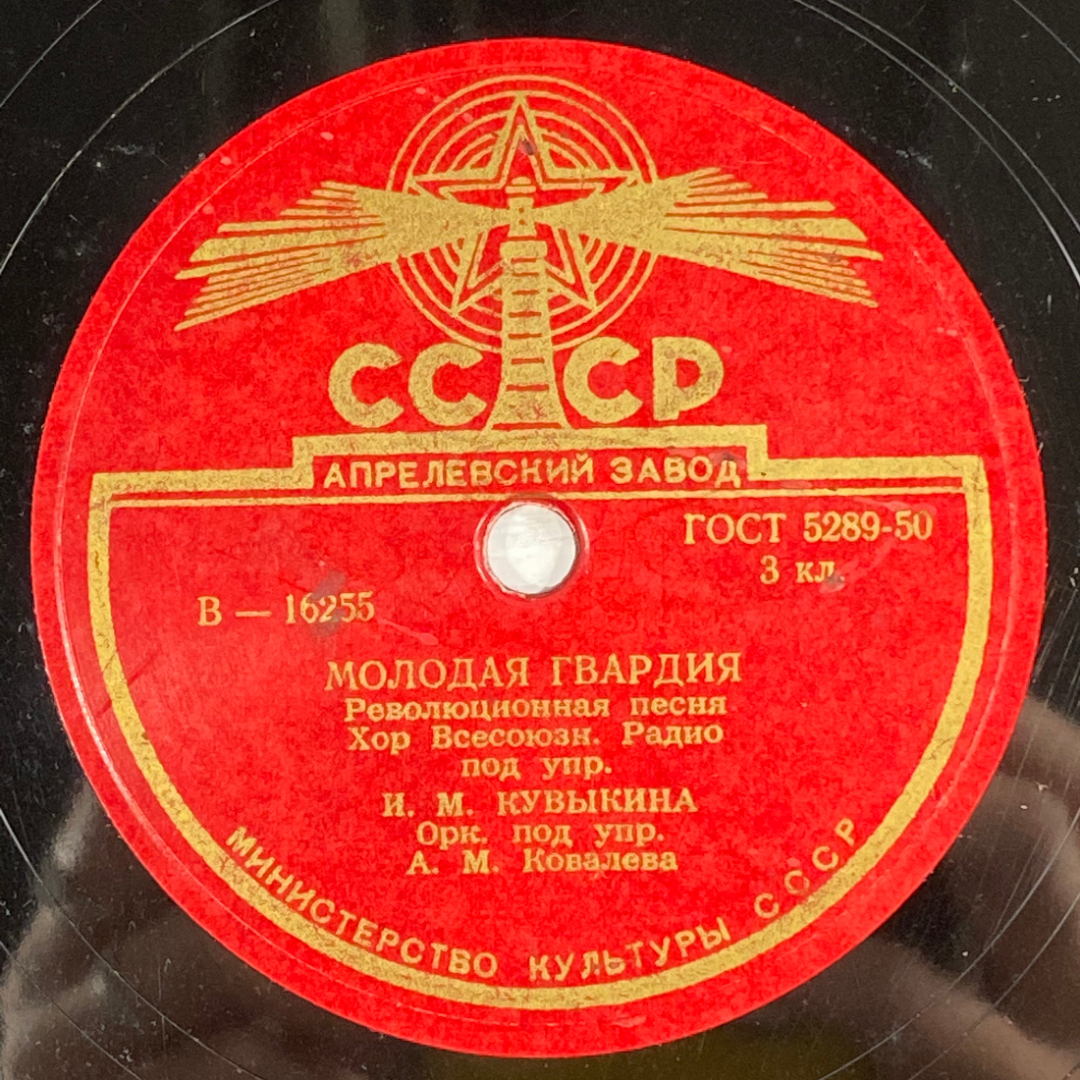 СССР
АПРЕЛЕВСКИЙ ЗАВОД
ГОСТ 5289-50
3 кл.
В — 16255
МОЛОДАЯ ГВАРДИЯ
Революционная песня
Хор Всесоюзн. Радио
под упр.
И. М. КУВЫКИНА
Орк. под упр.
А. М. Ковалева
МИНИСТЕРСТВО КУЛЬТУРЫ СССР